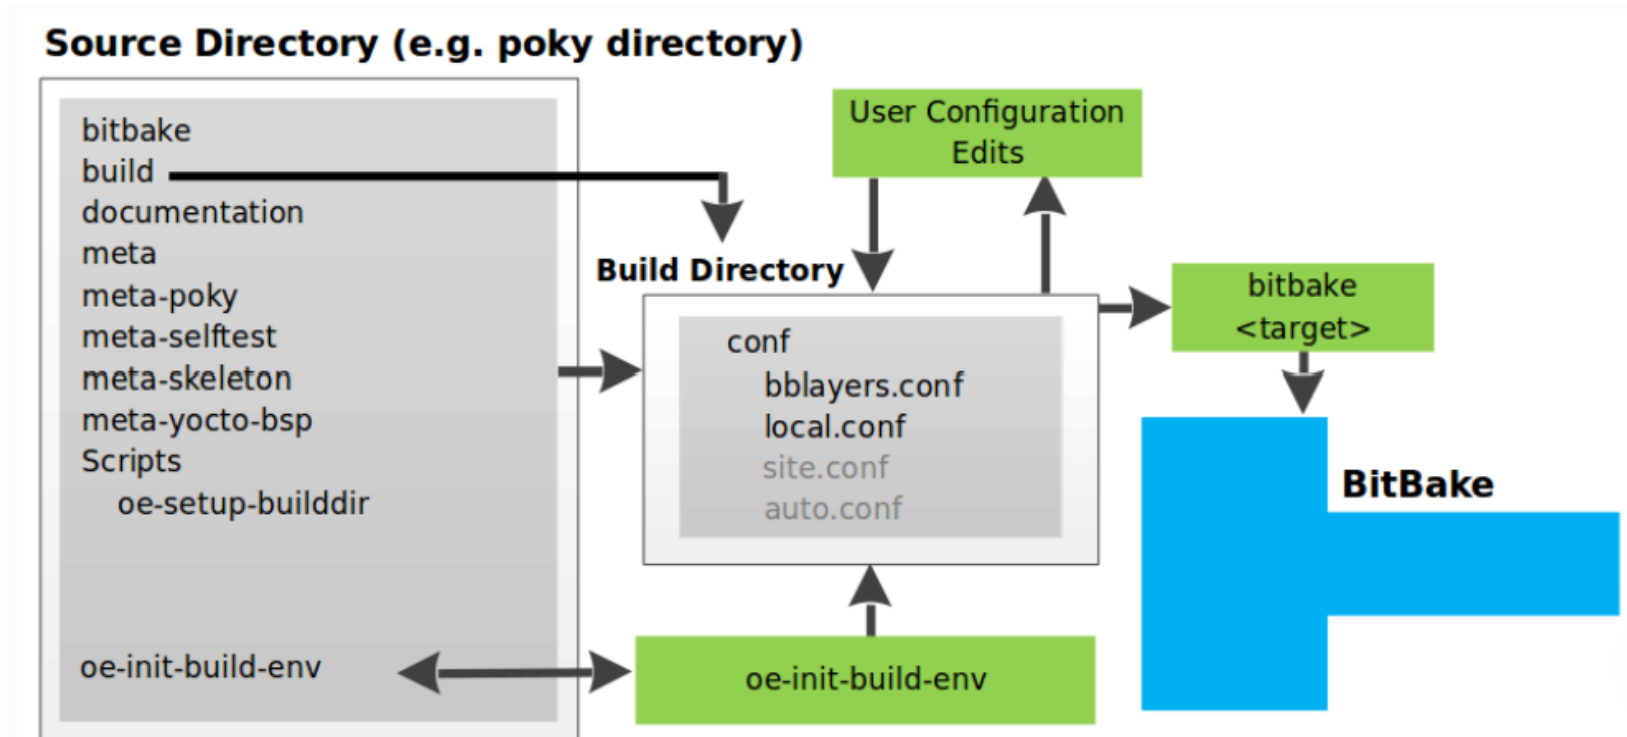 Source Directory (e.g. poky directory)
bitbake
build
documentation
meta
meta-poky
meta-selftest
meta-skeleton
meta-yocto-bsp
Scripts
oe-setup-builddir
oe-init-build-env
User Configuration
Edits
Build Directory
conf
bblayers.conf
local.conf
site.conf
auto.conf
oe-init-build-env
bitbake
<target>
BitBake